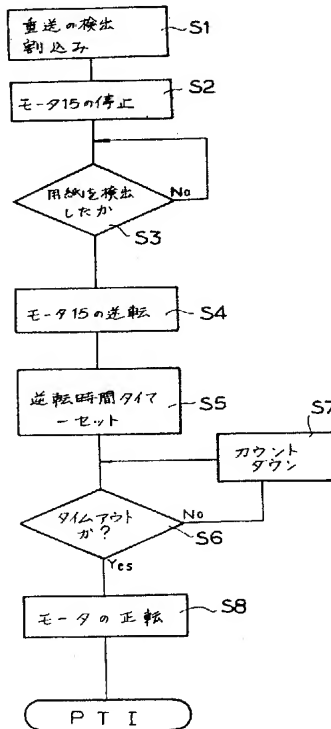 重送の検出
割込み
S1
S2
モータ15の停止
用紙を検出
したか
No
S3
モータ15の逆転
S4
逆転時間タイマ
ーセット
S5
S7
カウント
ダウン
タイムアウト
か?
No
S6
Yes
モータの正転
S8
PTI